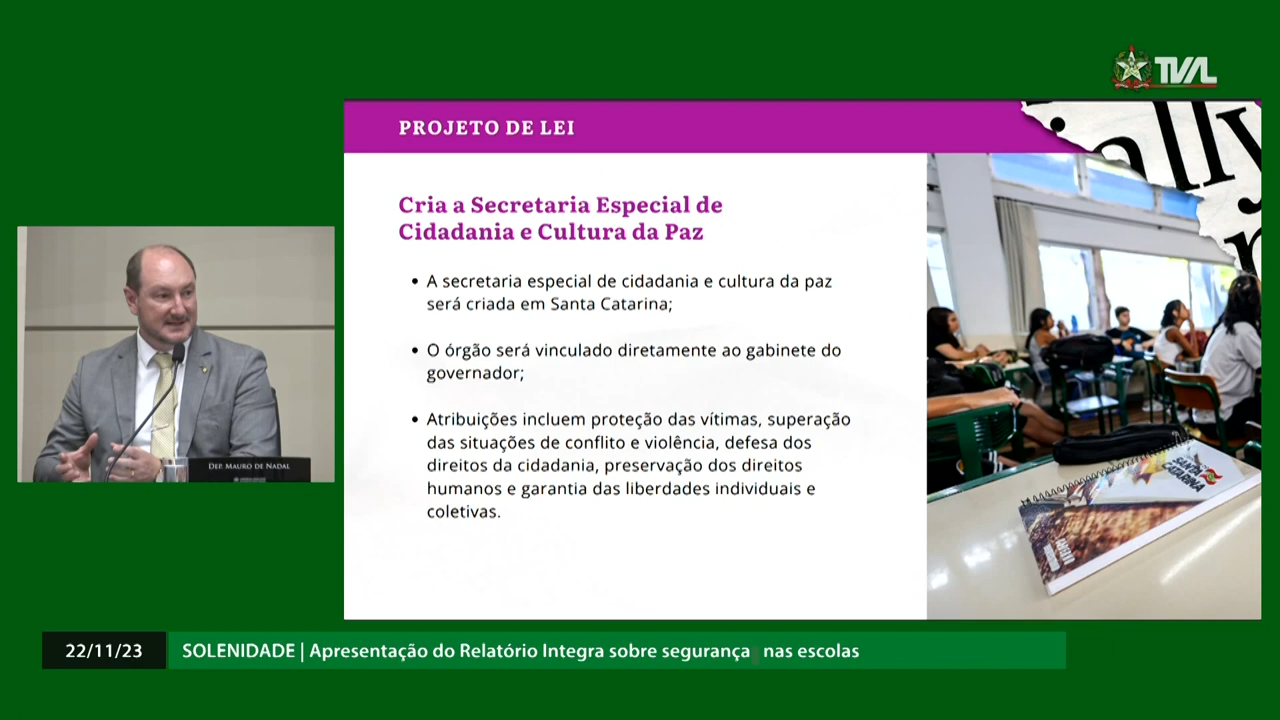 TVAL
PROJETO DE LEI
ally
Cria a Secretaria Especial de
Cidadania e Cultura da Paz
• A secretaria especial de cidadania e cultura da paz
será criada em Santa Catarina;
• O órgão será vinculado diretamente ao gabinete do
governador;
• Atribuições incluem proteção das vítimas, superação
das situações de conflito e violência, defesa dos
direitos da cidadania, preservação dos direitos
humanos e garantia das liberdades individuais e
coletivas.
DEP. MAURO DE NADAL
SANTA
CATARINA
22/11/23
SOLENIDADE | Apresentação do Relatório Integra sobre segurança nas escolas